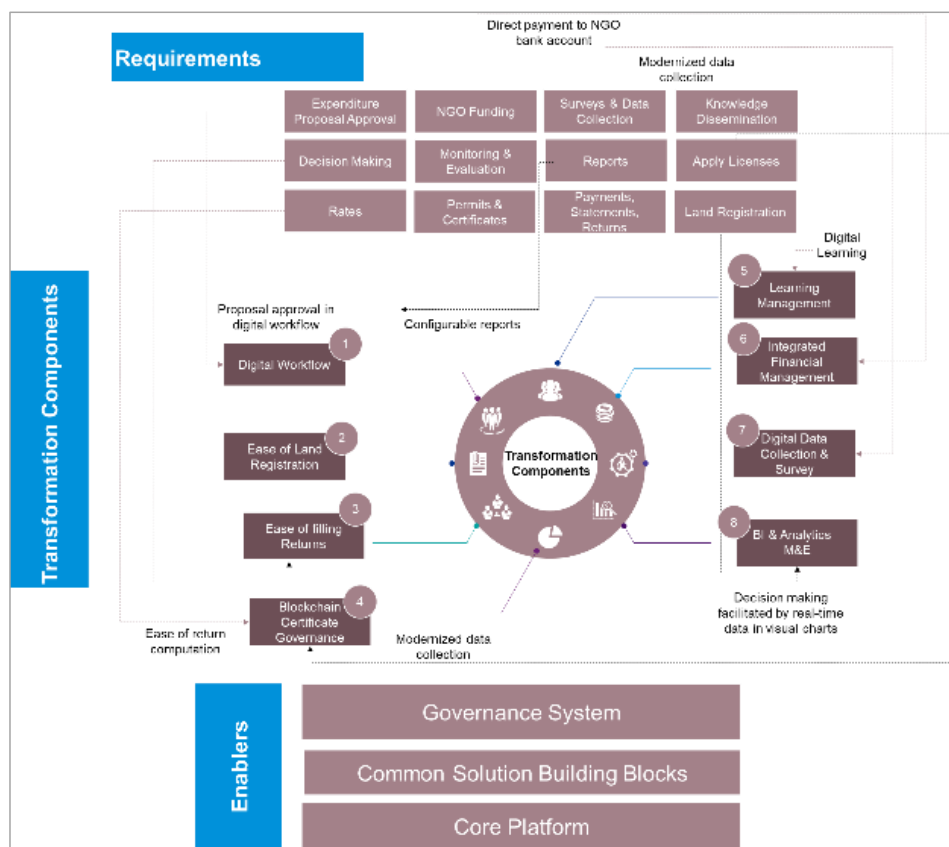 Direct payment to NGO
bank account
Requirements
Modernized data
collection
Expenditure
Proposal Approval
NGO Funding
Surveys & Data
Collection
Knowledge
Dissemination
Decision Making
Monitoring &
Evaluation
Reports
Apply Licenses
Rates
Permits &
Certificates
Payments,
Statements,
Returns
Land Registration
Digital
Learning
Transformation Components
Proposal approval in
digital workflow
Configurable reports
1
Digital Workflow
2
Ease of Land
Registration
3
Ease of filling
Returns
4
Blockchain
Certificate
Governance
Ease of return
computation
Transformation
Components
Modernized data
collection
5
Learning
Management
6
Integrated
Financial
Management
7
Digital Data
Collection &
Survey
8
BI & Analytics
M&E
Decision making
facilitated by real-time
data in visual charts
Enablers
Governance System
Common Solution Building Blocks
Core Platform